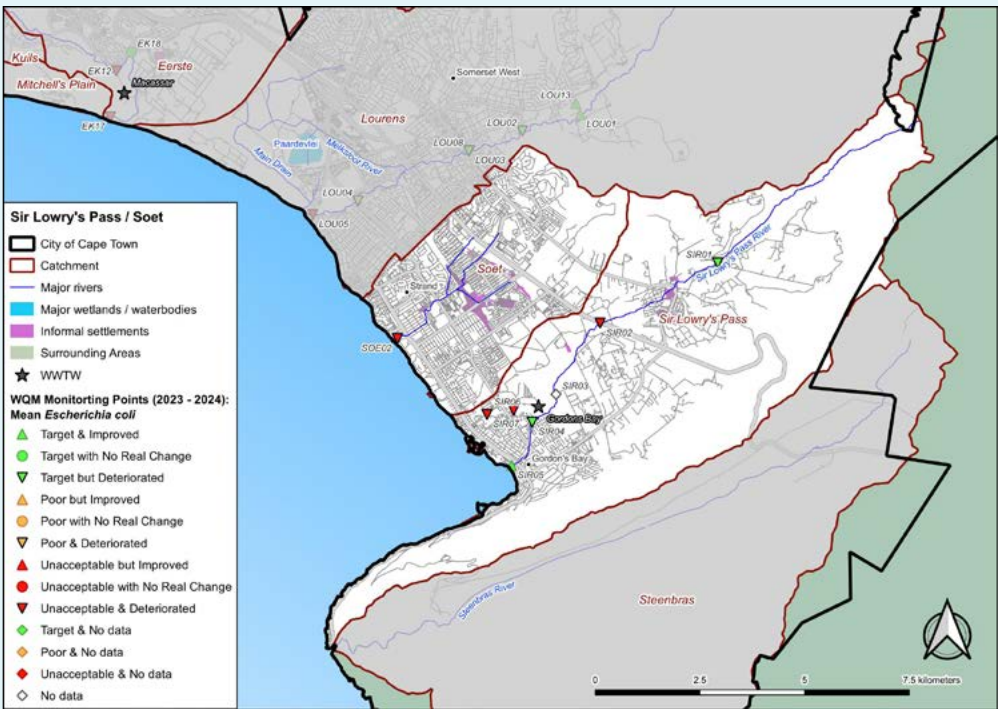 EK18
Kuils
EK12
Eerste
Macassar
Mitchell's Plain
EK17
Somerset West
Lourens
LOU13
LOU01
LOU02
LOU08
LOU03
Paardevlei
Melksloot River
Main Drain
LOU04
LOU05
Sir Lowry's Pass / Soet
City of Cape Town
Catchment
Major rivers
Major wetlands / waterbodies
Informal settlements
Surrounding Areas
WWTW
WQM Monitorting Points (2023 - 2024):
Mean Escherichia coli
Target & Improved
Target with No Real Change
Target but Deteriorated
Poor but Improved
Poor with No Real Change
Poor & Deteriorated
Unacceptable but Improved
Unacceptable with No Real Change
Unacceptable & Deteriorated
Target & No data
Poor & No data
Unacceptable & No data
No data
Soet
Strand
SOE02
SIR01
Sir Lowry's Pass River
Sir Lowry's Pass
SIR02
SIR03
SIR06
Gordons Bay
SIR07
SIR04
Gordon's Bay
SIR05
Steenbras River
Steenbras
0 2.5 5 7.5 kilometers